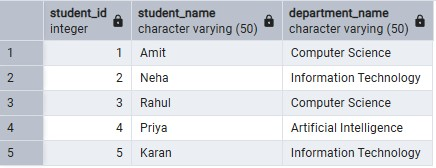 student_id student_name department_name
integer character varying (50) character varying (50)
1 1 Amit Computer Science
2 2 Neha Information Technology
3 3 Rahul Computer Science
4 4 Priya Artificial Intelligence
5 5 Karan Information Technology